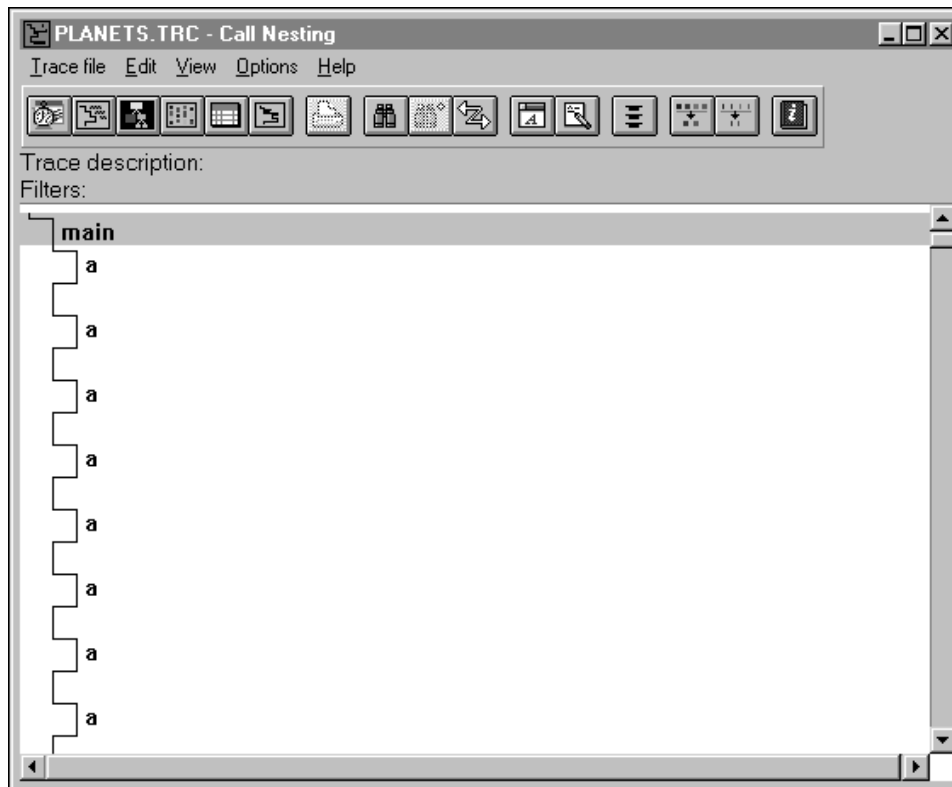 PLANETS.TRC - Call Nesting
Trace file Edit View Options Help
Trace description:
Filters:
main
a
a
a
a
a
a
a
a